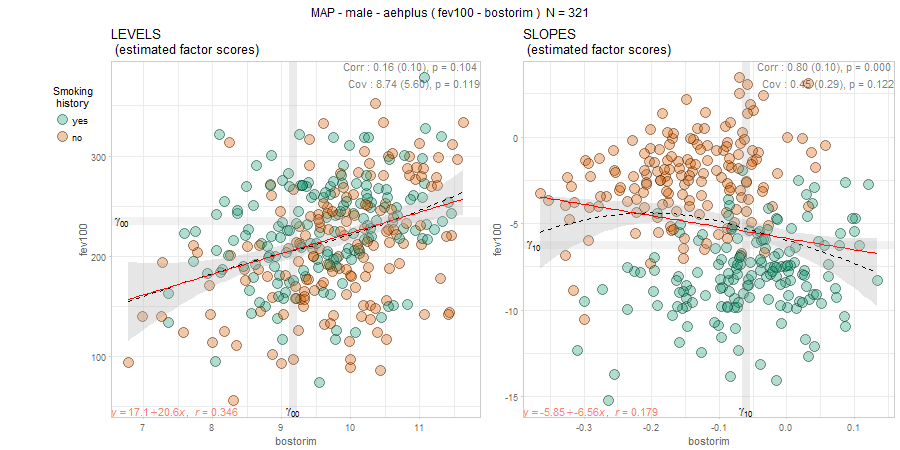 MAP - male - aehplus ( fev100 - bostorim ) N = 321
LEVELS
(estimated factor scores)
SLOPES
(estimated factor scores)
Smoking
history
yes
no
Corr : 0.16 (0.10), p = 0.104
Cov : 8.74 (5.60), p = 0.119
300
200
100
fev100
γ00
γ00
y = 17.1+20.6x, r = 0.346
7 8 9 10 11
bostorim
Corr : 0.80 (0.10), p = 0.000
Cov : 0.45 (0.29), p = 0.122
0
-5
-10
-15
fev100
γ10
γ10
y = -5.85+-6.56x, r = 0.179
-0.3 -0.2 -0.1 0.0 0.1
bostorim